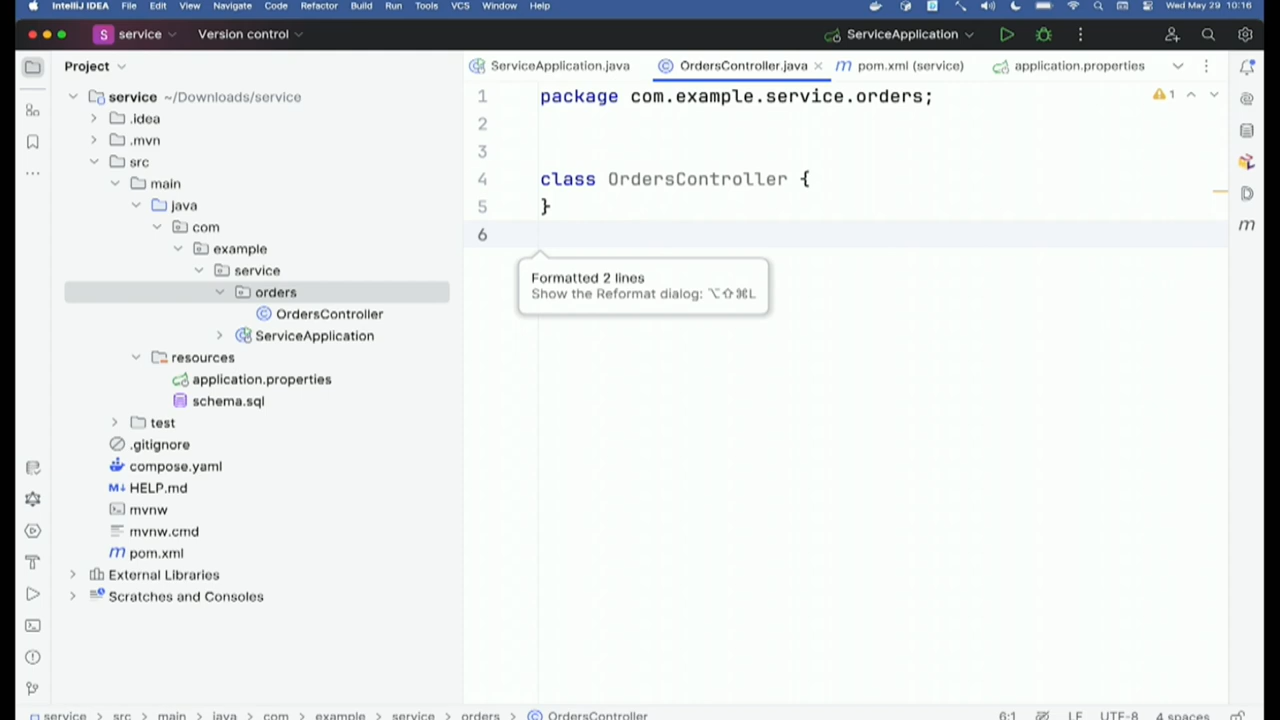 IntelliJ IDEA File Edit View Navigate Code Refactor Build Run Tools VCS Window Help Wed May 29 10:16
S service Version control ServiceApplication
Project
ServiceApplication.java OrdersController.java pom.xml (service) application.properties
service ~/Downloads/service
.idea
.mvn
src
main
java
com
example
service
orders
OrdersController
ServiceApplication
resources
application.properties
schema.sql
test
.gitignore
compose.yaml
HELP.md
mvnw
mvnw.cmd
pom.xml
External Libraries
Scratches and Consoles
1 package com.example.service.orders;
1
2
3
4 class OrdersController {
5 }
6
Formatted 2 lines
Show the Reformat dialog: ⌥⇧⌘L
service > src > main > java > com > example > service > orders > OrdersController 6:1 LF UTF-8 4 spaces